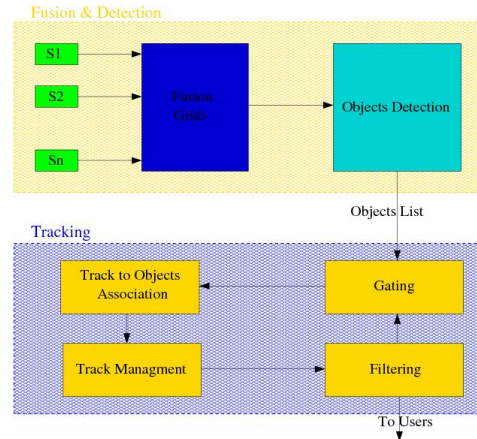 Fusion & Detection
S1
S2
Sn
Fusion
Grids
Objects Detection
Objects List
Tracking
Track to Objects
Association
Gating
Track Managment
Filtering
To Users